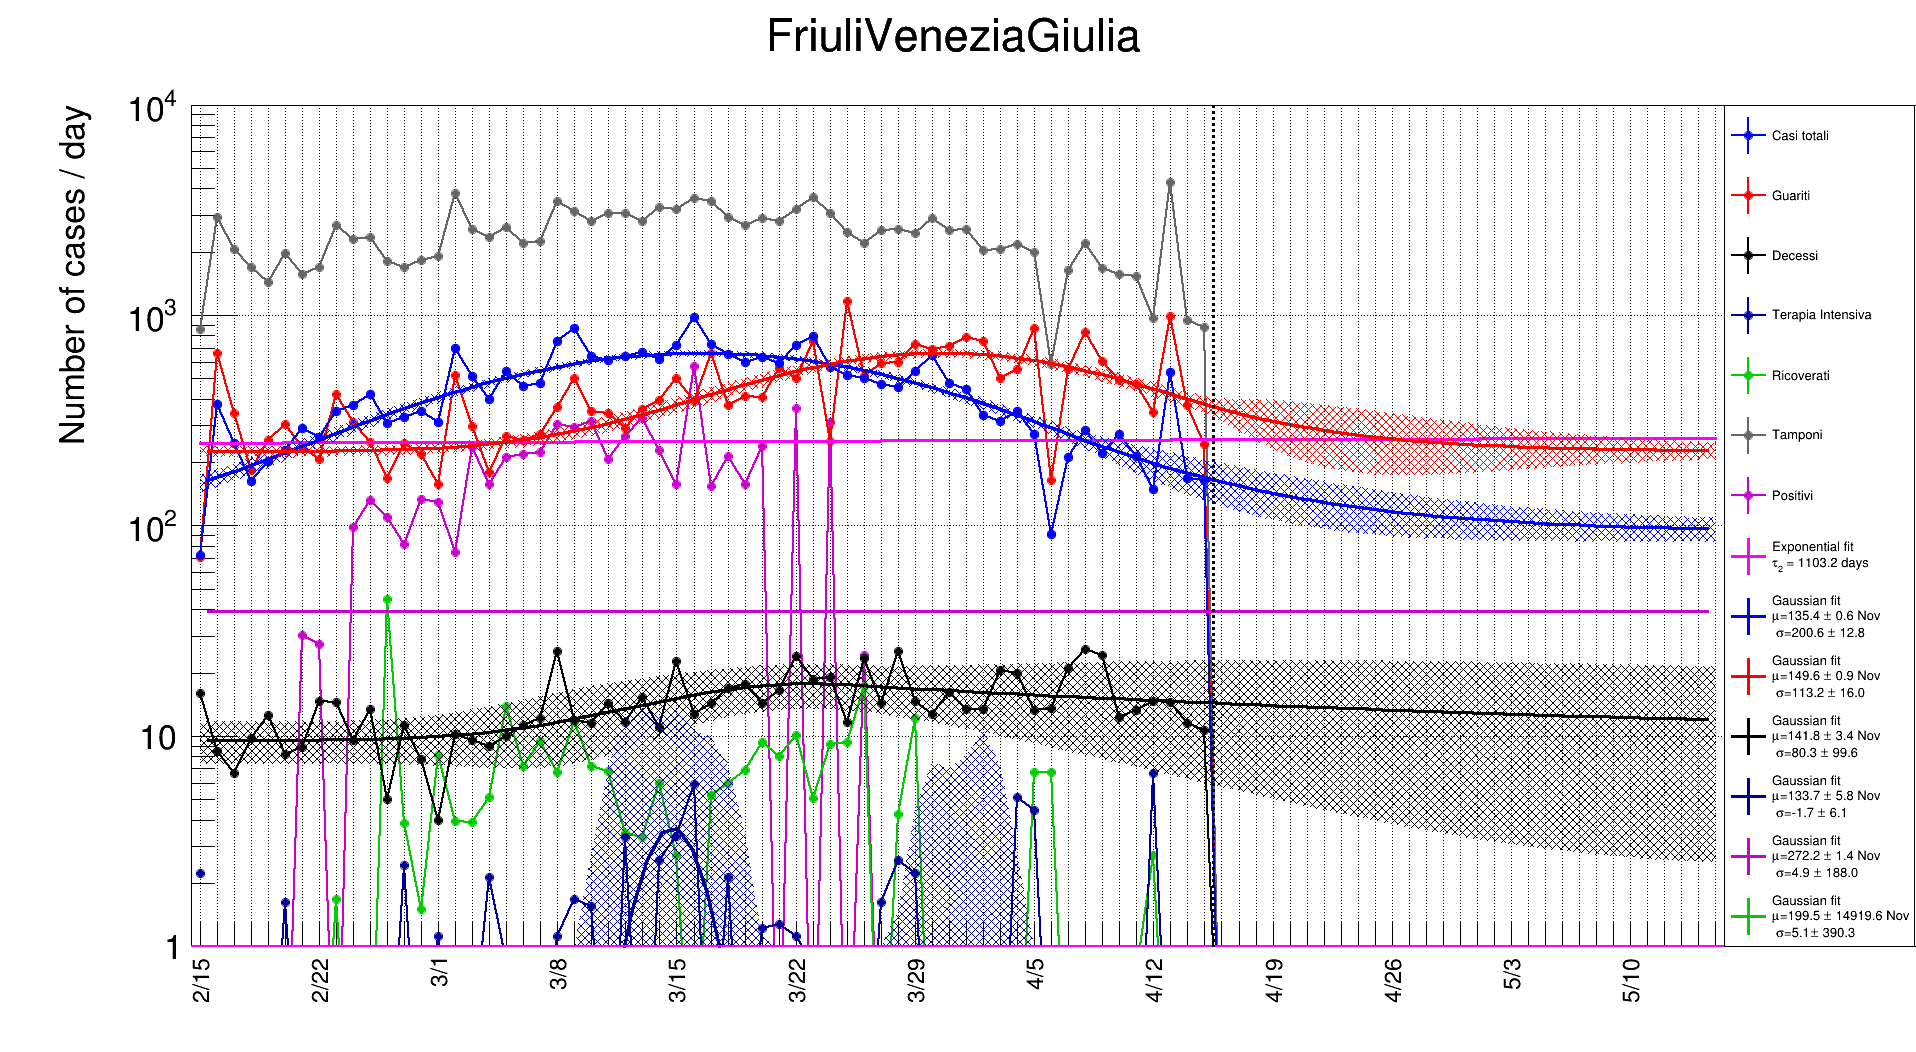 FriuliVeneziaGiulia
Number of cases / day
10⁴
10³
10²
10
1
2/15
2/22
3/1
3/8
3/15
3/22
3/29
4/5
4/12
4/19
4/26
5/3
5/10
Casi totali
Guariti
Decessi
Terapia Intensiva
Ricoverati
Tamponi
Positivi
Exponential fit
τ₂ = 1103.2 days
Gaussian fit
μ=135.4 ± 0.6 Nov
σ=200.6 ± 12.8
Gaussian fit
μ=149.6 ± 0.9 Nov
σ=113.2 ± 16.0
Gaussian fit
μ=141.8 ± 3.4 Nov
σ=80.3 ± 99.6
Gaussian fit
μ=133.7 ± 5.8 Nov
σ=-1.7 ± 6.1
Gaussian fit
μ=272.2 ± 1.4 Nov
σ=4.9 ± 188.0
Gaussian fit
μ=199.5 ± 14919.6 Nov
σ=5.1 ± 390.3